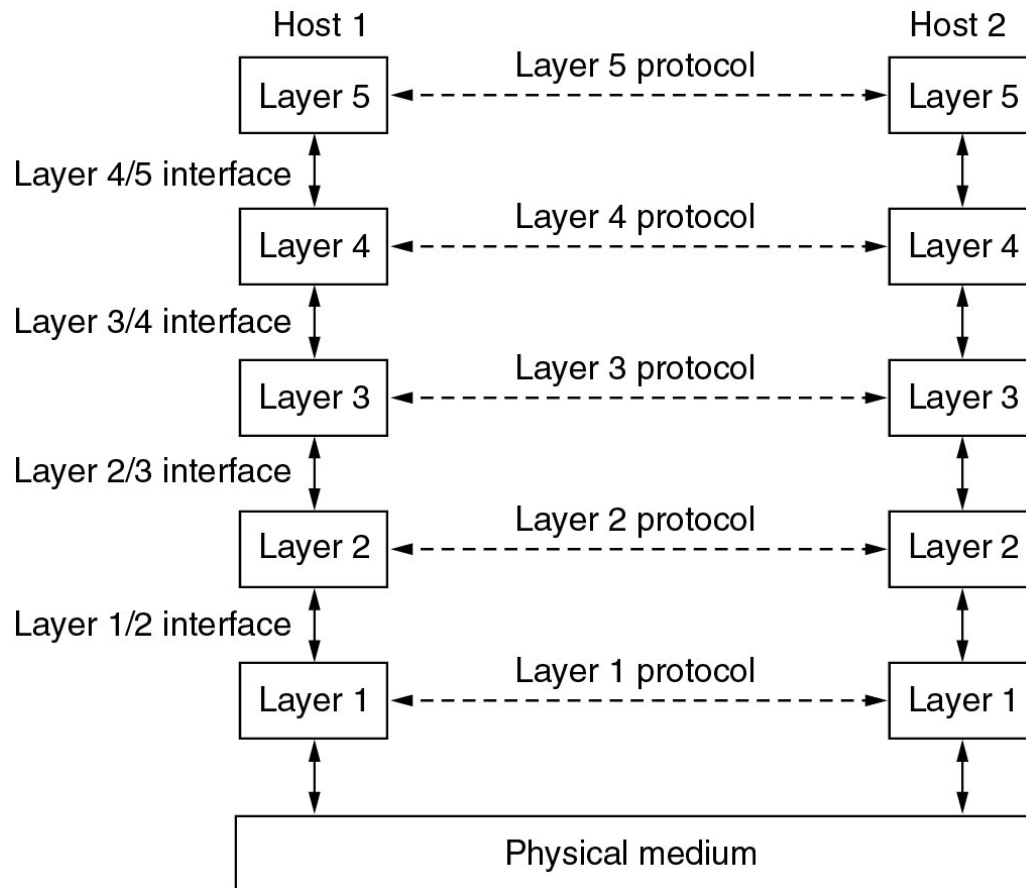 Host 1
Host 2
Layer 5 protocol
Layer 5
Layer 5
Layer 4/5 interface
Layer 4 protocol
Layer 4
Layer 4
Layer 3/4 interface
Layer 3 protocol
Layer 3
Layer 3
Layer 2/3 interface
Layer 2 protocol
Layer 2
Layer 2
Layer 1/2 interface
Layer 1 protocol
Layer 1
Layer 1
Physical medium